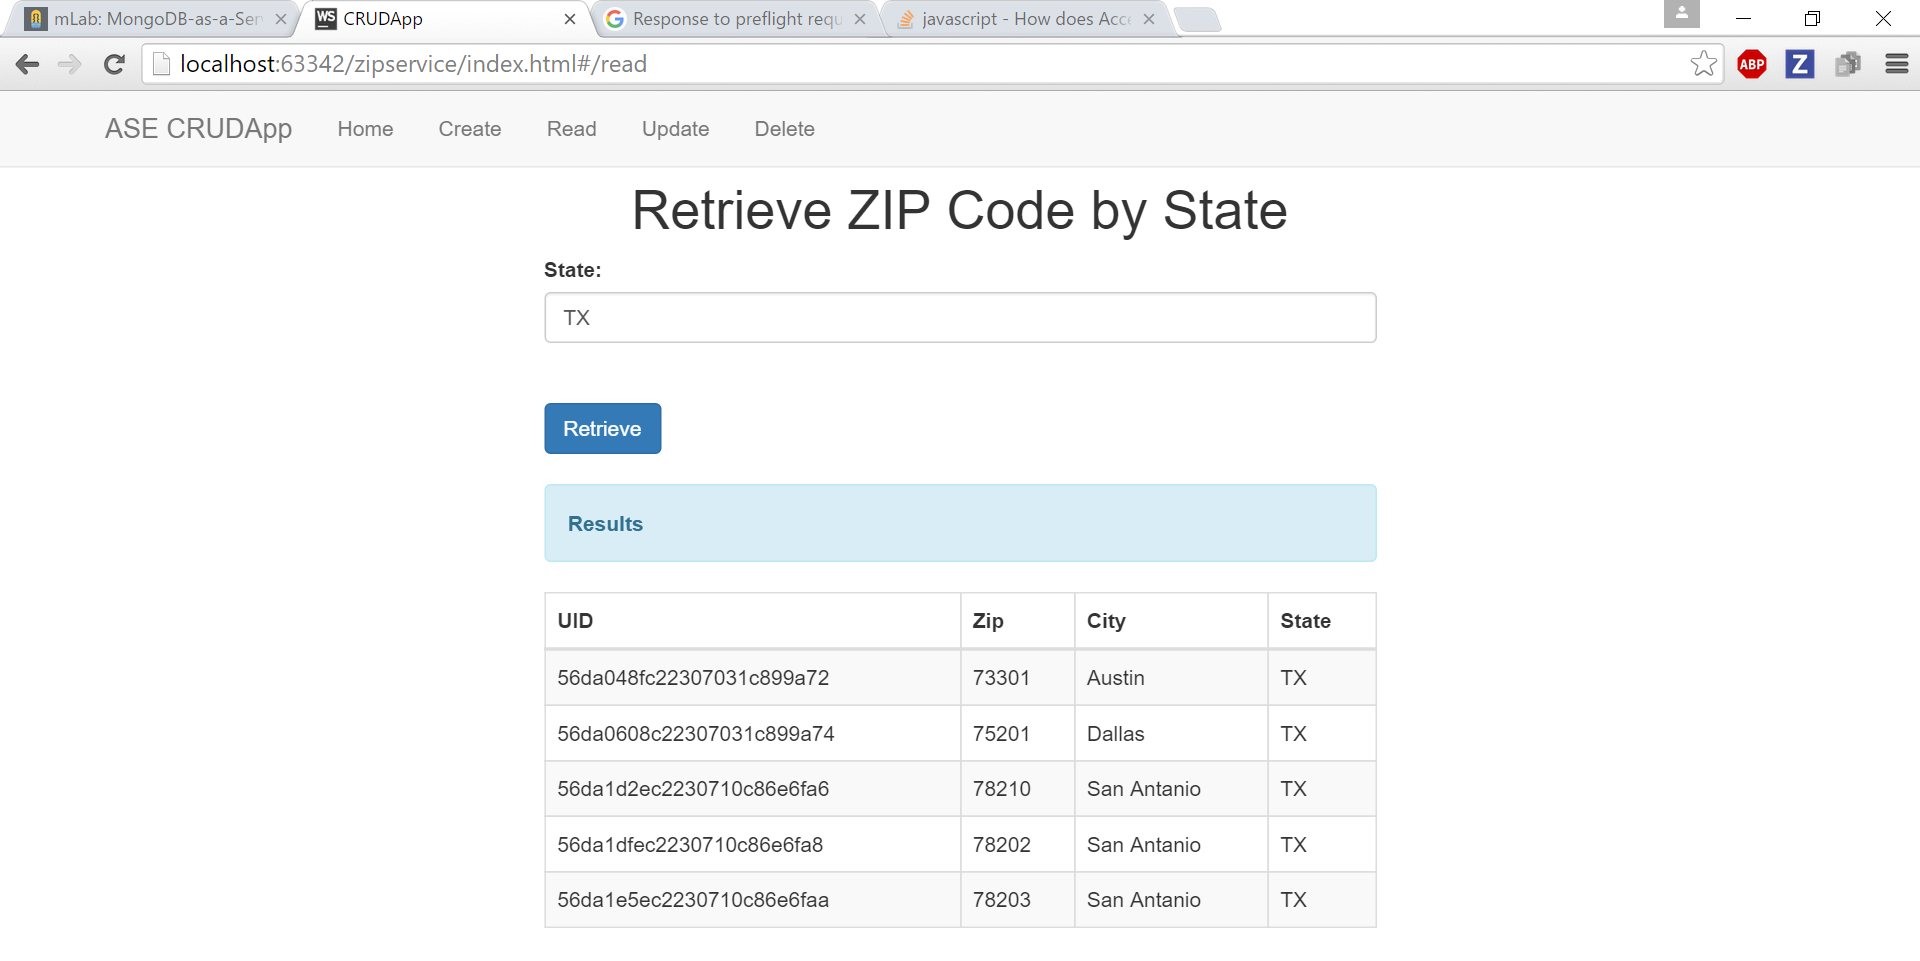 mLab: MongoDB-as-a-Ser
WS CRUDApp
Response to preflight requ
javascript - How does Acce
localhost:63342/zipservice/index.html#/read
ABP Z
ASE CRUDApp Home Create Read Update Delete
Retrieve ZIP Code by State
State:
TX
Retrieve
Results
UID Zip City State
56da048fc22307031c899a72 73301 Austin TX
56da0608c22307031c899a74 75201 Dallas TX
56da1d2ec2230710c86e6fa6 78210 San Antanio TX
56da1dfec2230710c86e6fa8 78202 San Antanio TX
56da1e5ec2230710c86e6faa 78203 San Antanio TX